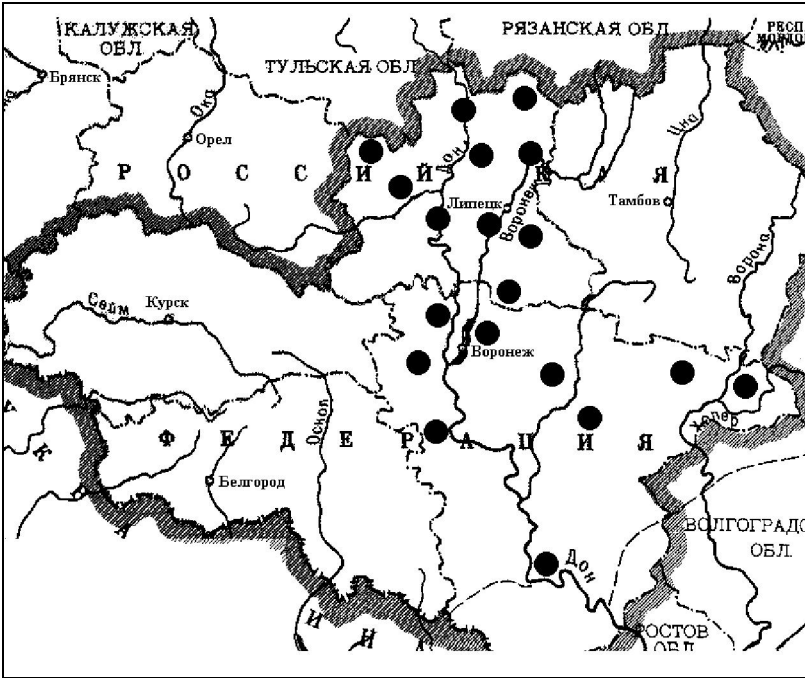 КАЛУЖСКАЯ
ОБЛ
РЯЗАНСКАЯ ОБЛ
РЕСП
ТУЛЬСКАЯ ОБЛ
Брянск
Ока
Орел
Цна
Дон
Р О С С И Й К А Я
Липецк
Воронеж
Тамбов
Ворона
Сейм
Курск
Воронеж
Оскол
Хопер
Ф Е Д Е Р А Ц И Я
К Р А
Белгород
ВОЛГОГРАДС
ОБЛ.
Дон
И Н
РОСТОВ
ОБЛ